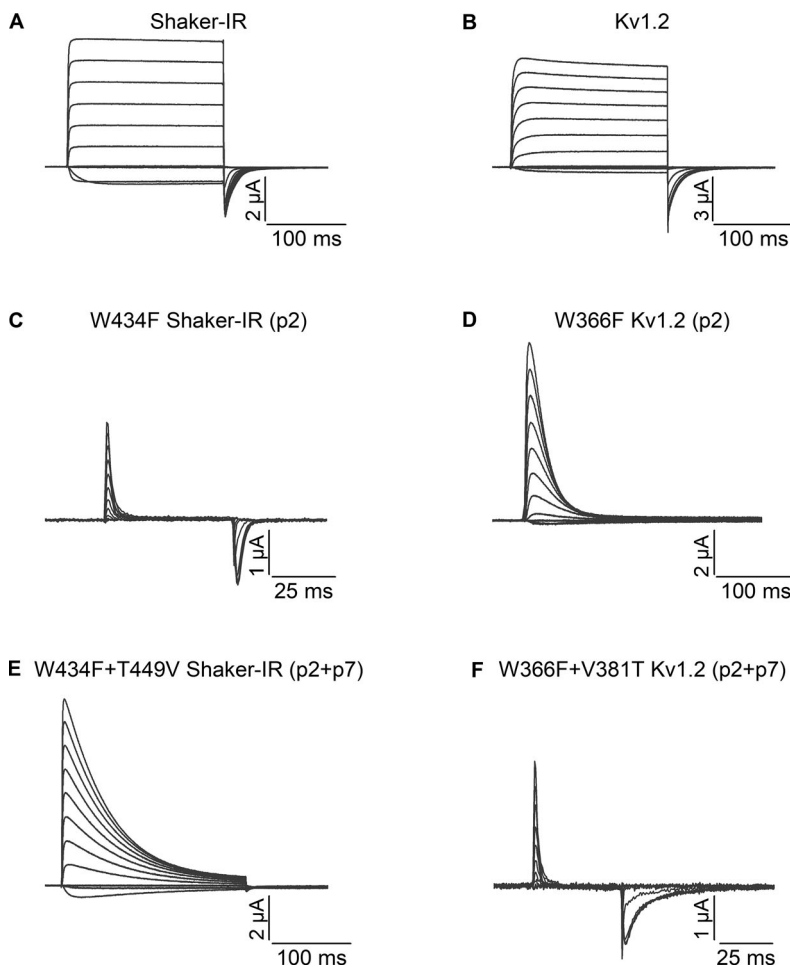 A Shaker-IR
2 µA
100 ms
B Kv1.2
3 µA
100 ms
C W434F Shaker-IR (p2)
1 µA
25 ms
D W366F Kv1.2 (p2)
2 µA
100 ms
E W434F+T449V Shaker-IR (p2+p7)
2 µA
100 ms
F W366F+V381T Kv1.2 (p2+p7)
1 µA
25 ms